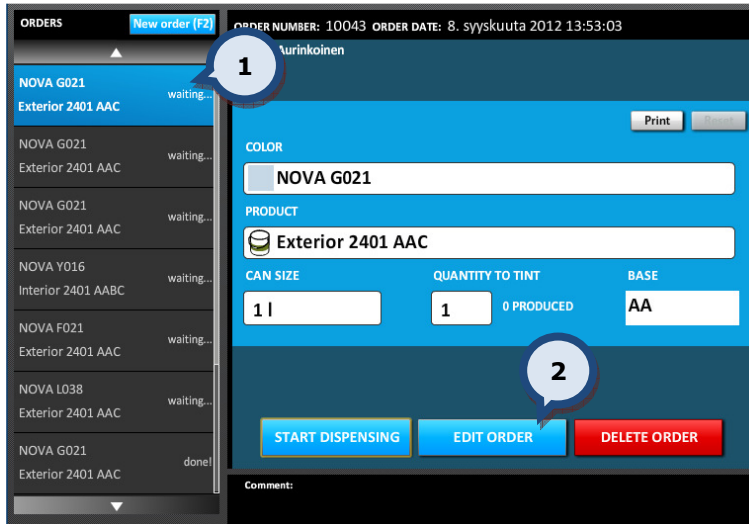 ORDERS
New order (F2)
NOVA G021
Exterior 2401 AAC
waiting...
NOVA G021
Exterior 2401 AAC
waiting...
NOVA G021
Exterior 2401 AAC
waiting...
NOVA Y016
Interior 2401 AABC
waiting...
NOVA F021
Exterior 2401 AAC
waiting...
NOVA L038
Exterior 2401 AAC
waiting...
NOVA G021
Exterior 2401 AAC
done!
1
ORDER NUMBER: 10043 ORDER DATE: 8. syyskuuta 2012 13:53:03
Aurinkoinen
Print Reset
COLOR
NOVA G021
PRODUCT
Exterior 2401 AAC
CAN SIZE QUANTITY TO TINT BASE
1 l 1 0 PRODUCED AA
2
START DISPENSING EDIT ORDER DELETE ORDER
Comment: